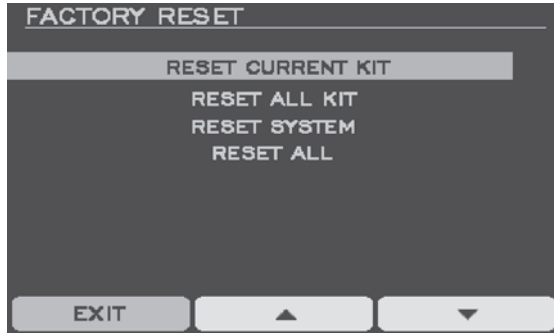 FACTORY RESET
RESET CURRENT KIT
RESET ALL KIT
RESET SYSTEM
RESET ALL
EXIT